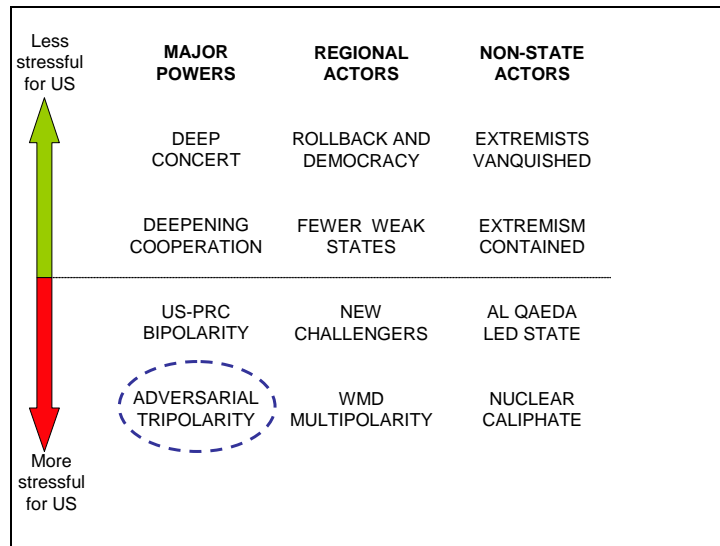 Less
stressful
for US
MAJOR
POWERS
REGIONAL
ACTORS
NON-STATE
ACTORS
DEEP
CONCERT
ROLLBACK AND
DEMOCRACY
EXTREMISTS
VANQUISHED
DEEPENING
COOPERATION
FEWER WEAK
STATES
EXTREMISM
CONTAINED
US-PRC
BIPOLARITY
NEW
CHALLENGERS
AL QAEDA
LED STATE
ADVERSARIAL
TRIPOLARITY
WMD
MULTIPOLARITY
NUCLEAR
CALIPHATE
More
stressful
for US